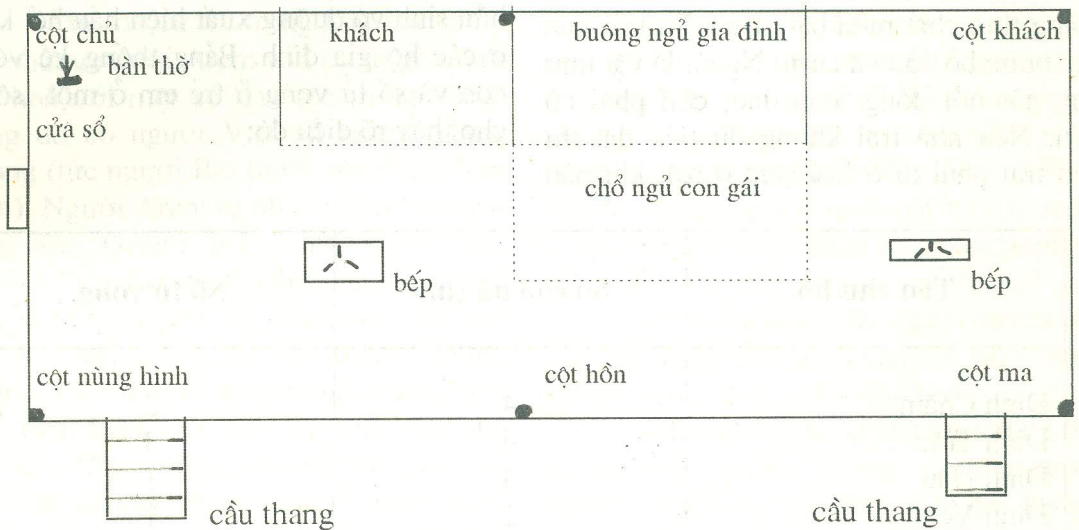 cột chủ
khách
buông ngủ gia đình
cột khách
bàn thờ
cửa sổ
chổ ngủ con gái
bếp
bếp
cột nùng hình
cột hồn
cột ma
cầu thang
cầu thang